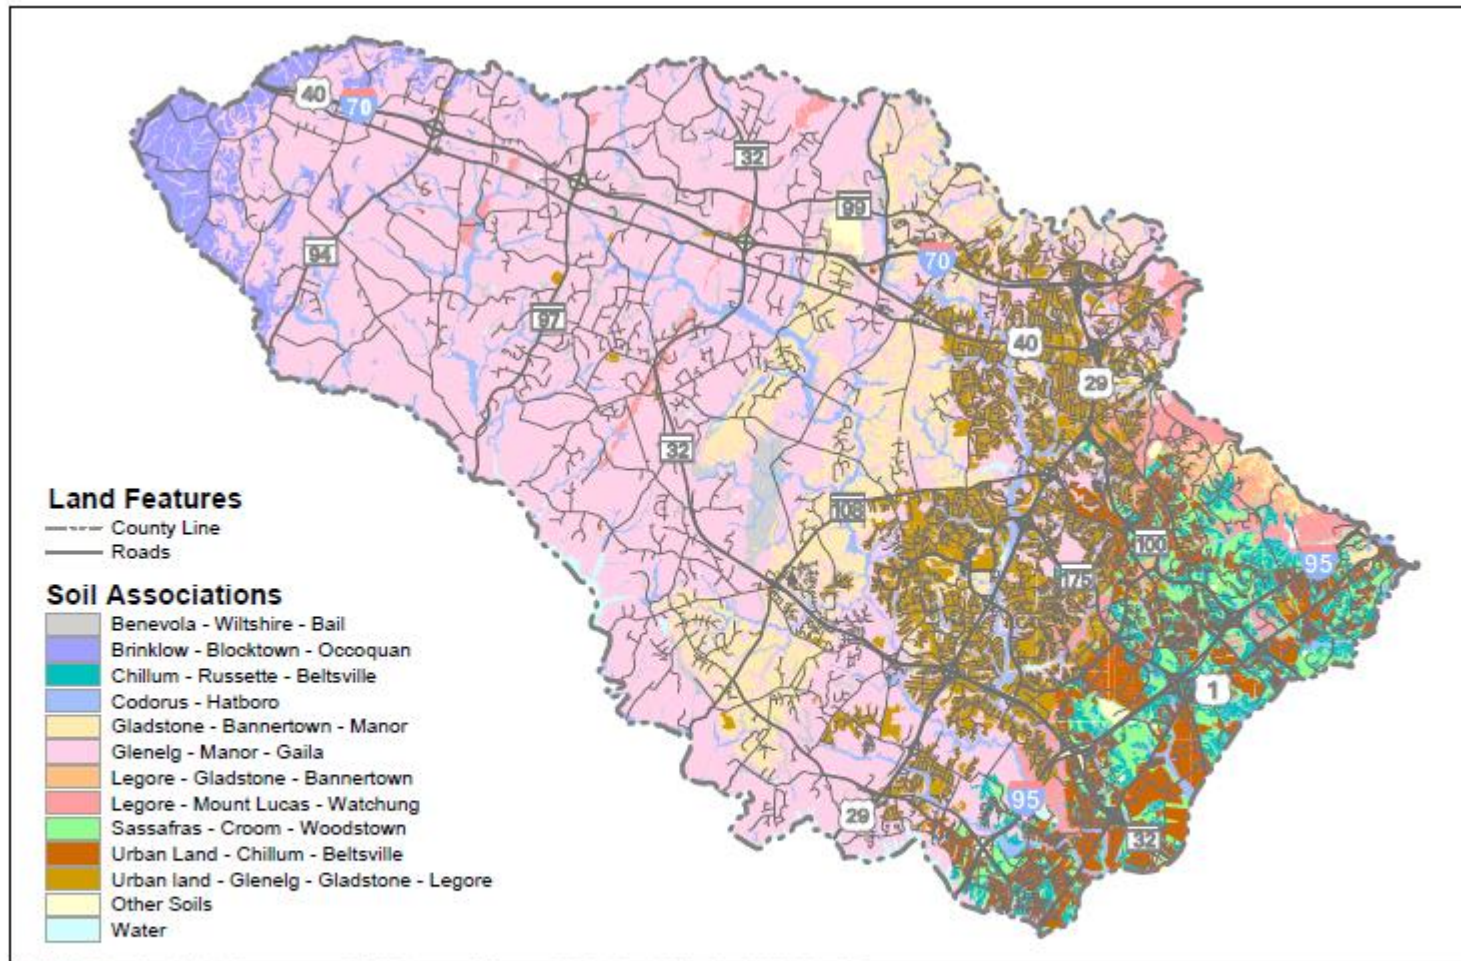 40
70
32
99
94
70
97
40
29
32
108
100
95
175
1
95
29
32
Land Features
County Line
Roads
Soil Associations
Benevola - Wiltshire - Bail
Brinklow - Blocktown - Occoquan
Chillum - Russette - Beltsville
Codorus - Hatboro
Gladstone - Bannertown - Manor
Glenelg - Manor - Gaila
Legore - Gladstone - Bannertown
Legore - Mount Lucas - Watchung
Sassafras - Croom - Woodstown
Urban Land - Chillum - Beltsville
Urban land - Glenelg - Gladstone - Legore
Other Soils
Water